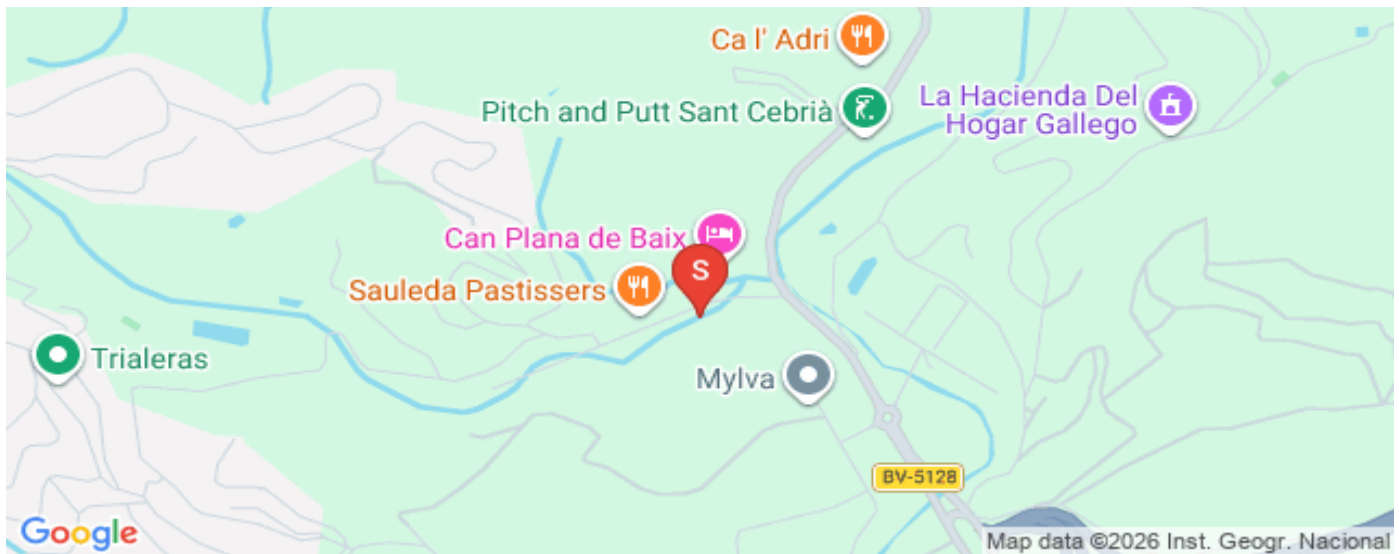 Ca l' Adri
Pitch and Putt Sant Cebrià
La Hacienda Del
Hogar Gallego
Can Plana de Baix
S
Sauleda Pastissers
Trialeras
Mylva
BV-5128
Google
Map data ©2026 Inst. Geogr. Nacional